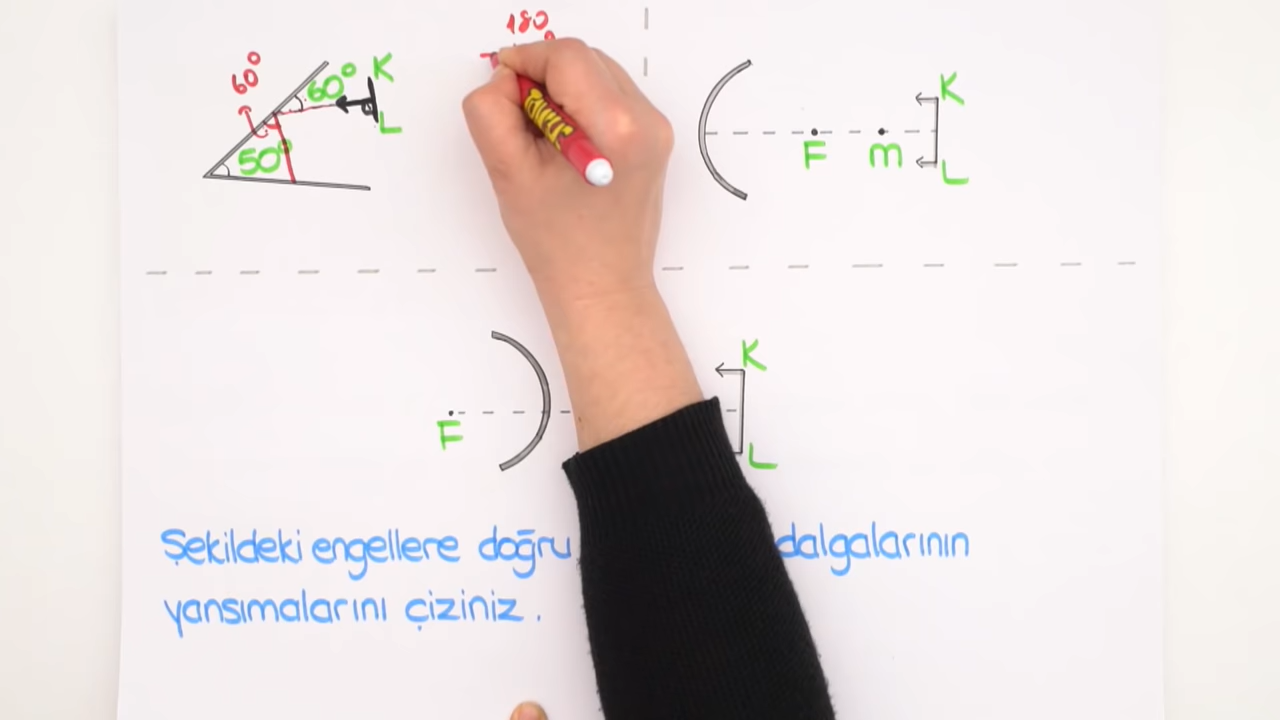 180
60° 60° K
L
50°
K
F m
L
K
F
L
Şekildeki engellere doğru dalgalarının
yansımalarını çiziniz.